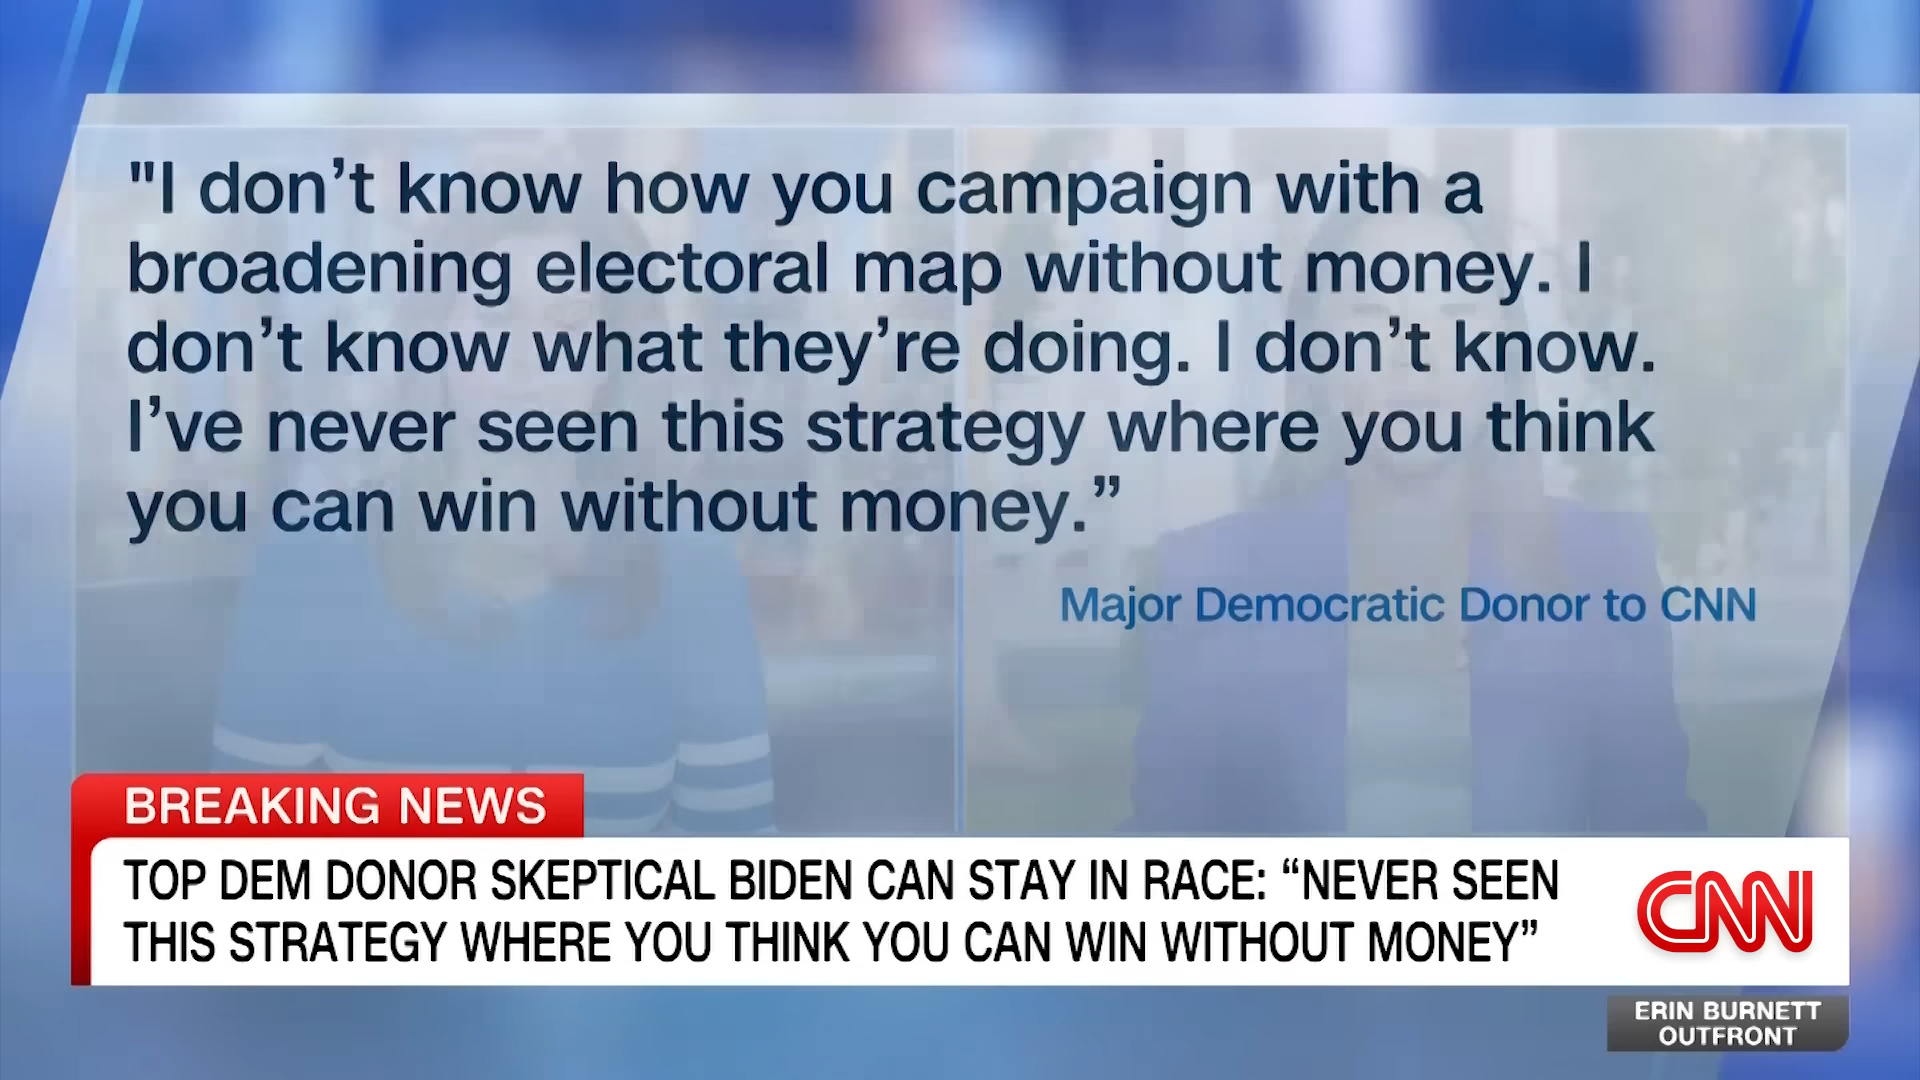 "I don’t know how you campaign with a
broadening electoral map without money. I
don’t know what they’re doing. I don’t know.
I’ve never seen this strategy where you think
you can win without money.”
Major Democratic Donor to CNN
BREAKING NEWS
TOP DEM DONOR SKEPTICAL BIDEN CAN STAY IN RACE: “NEVER SEEN
THIS STRATEGY WHERE YOU THINK YOU CAN WIN WITHOUT MONEY”
CNN
ERIN BURNETT
OUTFRONT